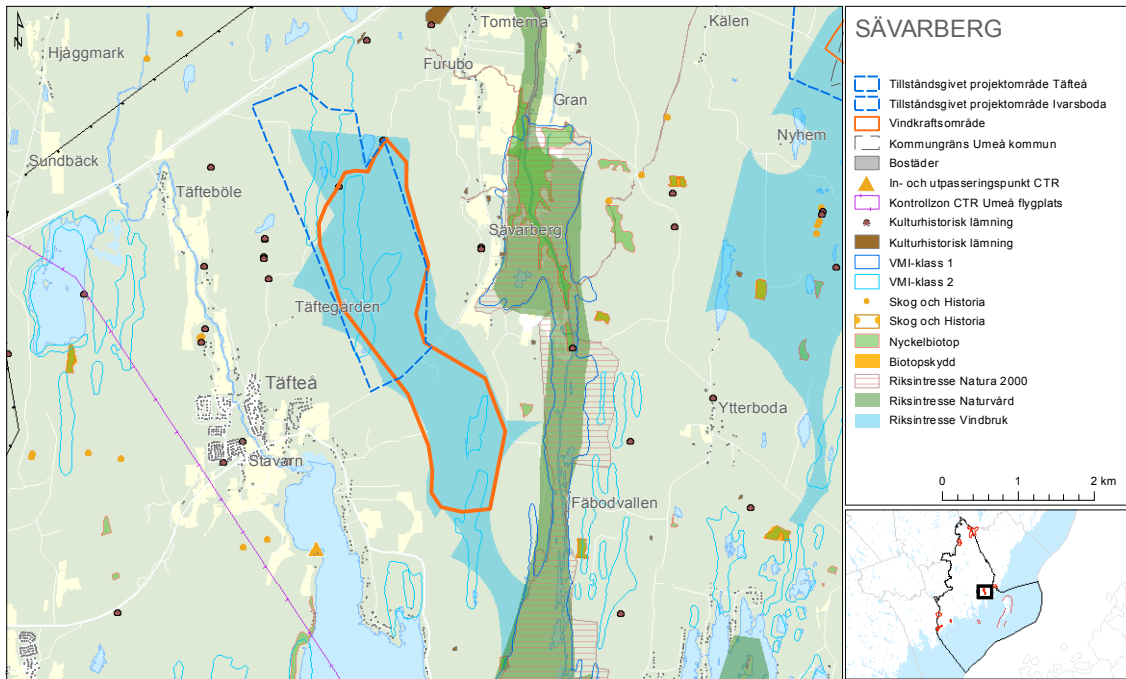 SÄVARBERG
Tillståndsgivet projektområde Täfteå
Tillståndsgivet projektområde Ivarsboda
Vindkraftsområde
Kommungräns Umeå kommun
Bostäder
In- och utpasseringspunkt CTR
Kontrollzon CTR Umeå flygplats
Kulturhistorisk lämning
Kulturhistorisk lämning
VMI-klass 1
VMI-klass 2
Skog och Historia
Skog och Historia
Nyckelbiotop
Biotopskydd
Riksintresse Natura 2000
Riksintresse Naturvård
Riksintresse Vindbruk
0 1 2 km
N
Tomterna
Kälen
Hjåggmark
Furubo
Gran
Nyhem
Sundbäck
Täfteböle
Sävarberg
Täftegården
Täfteå
Ytterboda
Stavarn
Fäbodvallen